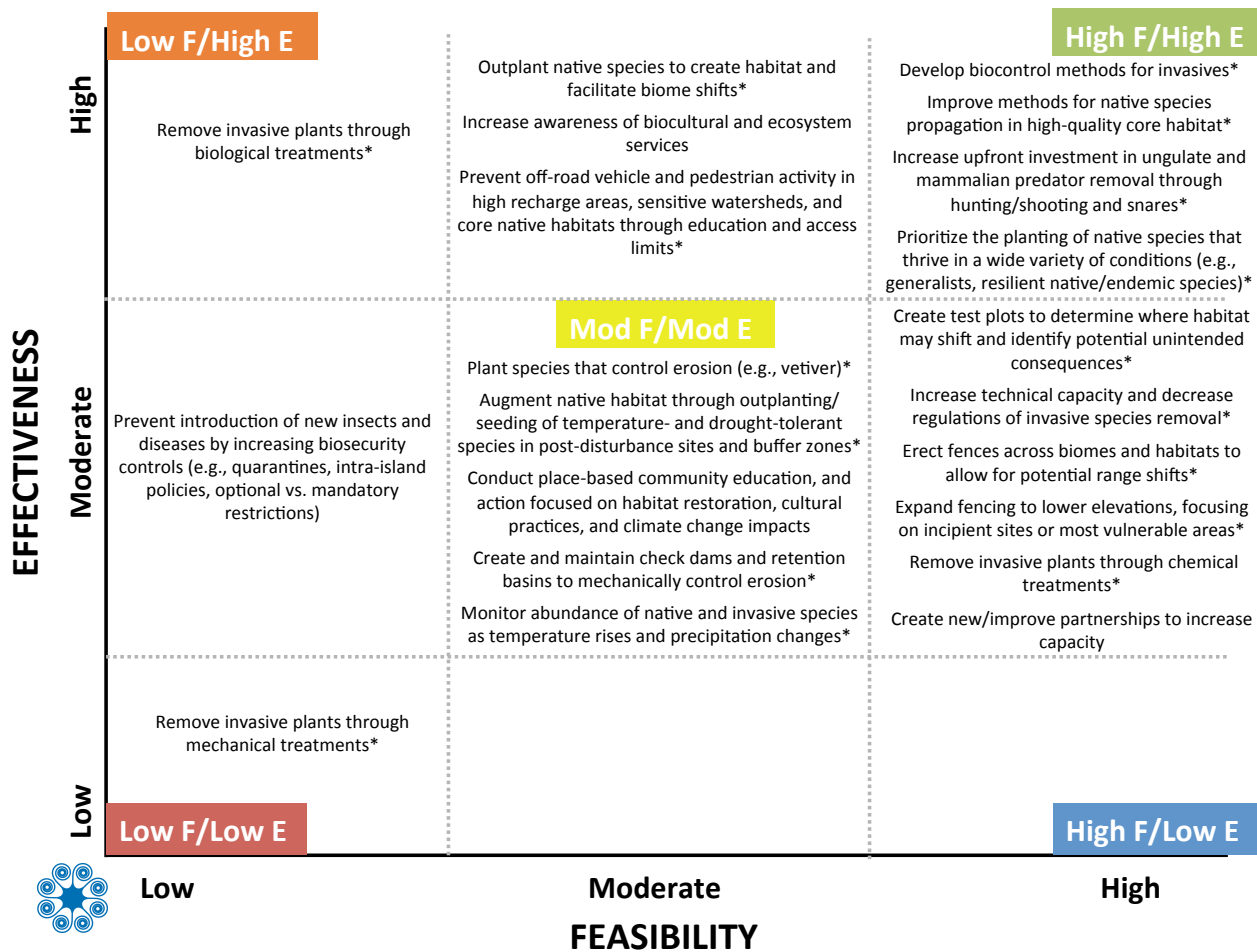 Low F/High E
High F/High E
High
Remove invasive plants through
biological treatments*
Outplant native species to create habitat and
facilitate biome shifts*
Increase awareness of biocultural and ecosystem
services
Prevent off-road vehicle and pedestrian activity in
high recharge areas, sensitive watersheds, and
core native habitats through education and access
limits*
Develop biocontrol methods for invasives*
Improve methods for native species
propagation in high-quality core habitat*
Increase upfront investment in ungulate and
mammalian predator removal through
hunting/shooting and snares*
Prioritize the planting of native species that
thrive in a wide variety of conditions (e.g.,
generalists, resilient native/endemic species)*
EFFECTIVENESS
Moderate
Prevent introduction of new insects and
diseases by increasing biosecurity
controls (e.g., quarantines, intra-island
policies, optional vs. mandatory
restrictions)
Mod F/Mod E
Plant species that control erosion (e.g., vetiver)*
Augment native habitat through outplanting/
seeding of temperature- and drought-tolerant
species in post-disturbance sites and buffer zones*
Conduct place-based community education, and
action focused on habitat restoration, cultural
practices, and climate change impacts
Create and maintain check dams and retention
basins to mechanically control erosion*
Monitor abundance of native and invasive species
as temperature rises and precipitation changes*
Create test plots to determine where habitat
may shift and identify potential unintended
consequences*
Increase technical capacity and decrease
regulations of invasive species removal*
Erect fences across biomes and habitats to
allow for potential range shifts*
Expand fencing to lower elevations, focusing
on incipient sites or most vulnerable areas*
Remove invasive plants through chemical
treatments*
Create new/improve partnerships to increase
capacity
Low
Remove invasive plants through
mechanical treatments*
Low F/Low E
High F/Low E
Low
Moderate
High
FEASIBILITY